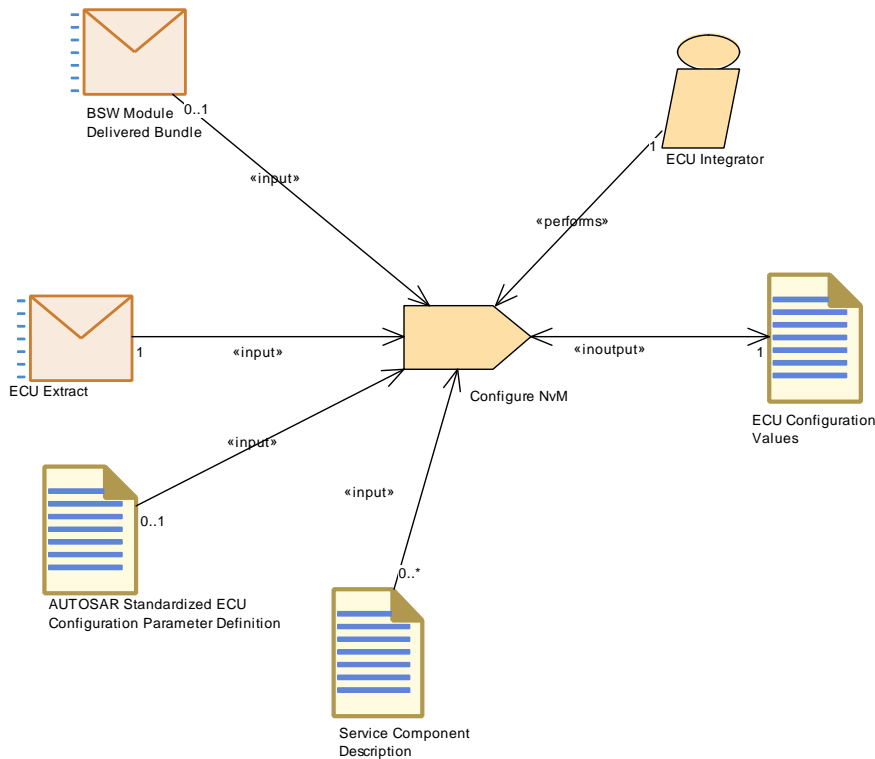 0..1
BSW Module
Delivered Bundle
«input»
1
ECU Integrator
«performs»
1
«input»
ECU Extract
«inoutput»
1
Configure NvM
ECU Configuration
Values
«input»
0..1
«input»
0..*
AUTOSAR Standardized ECU
Configuration Parameter Definition
Service Component
Description